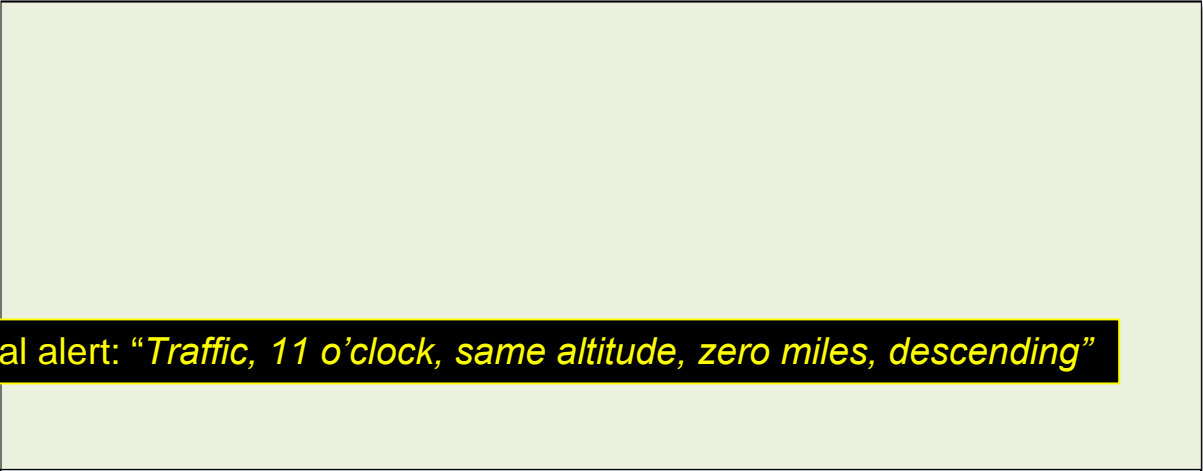 al alert: “Traffic, 11 o’clock, same altitude, zero miles, descending”